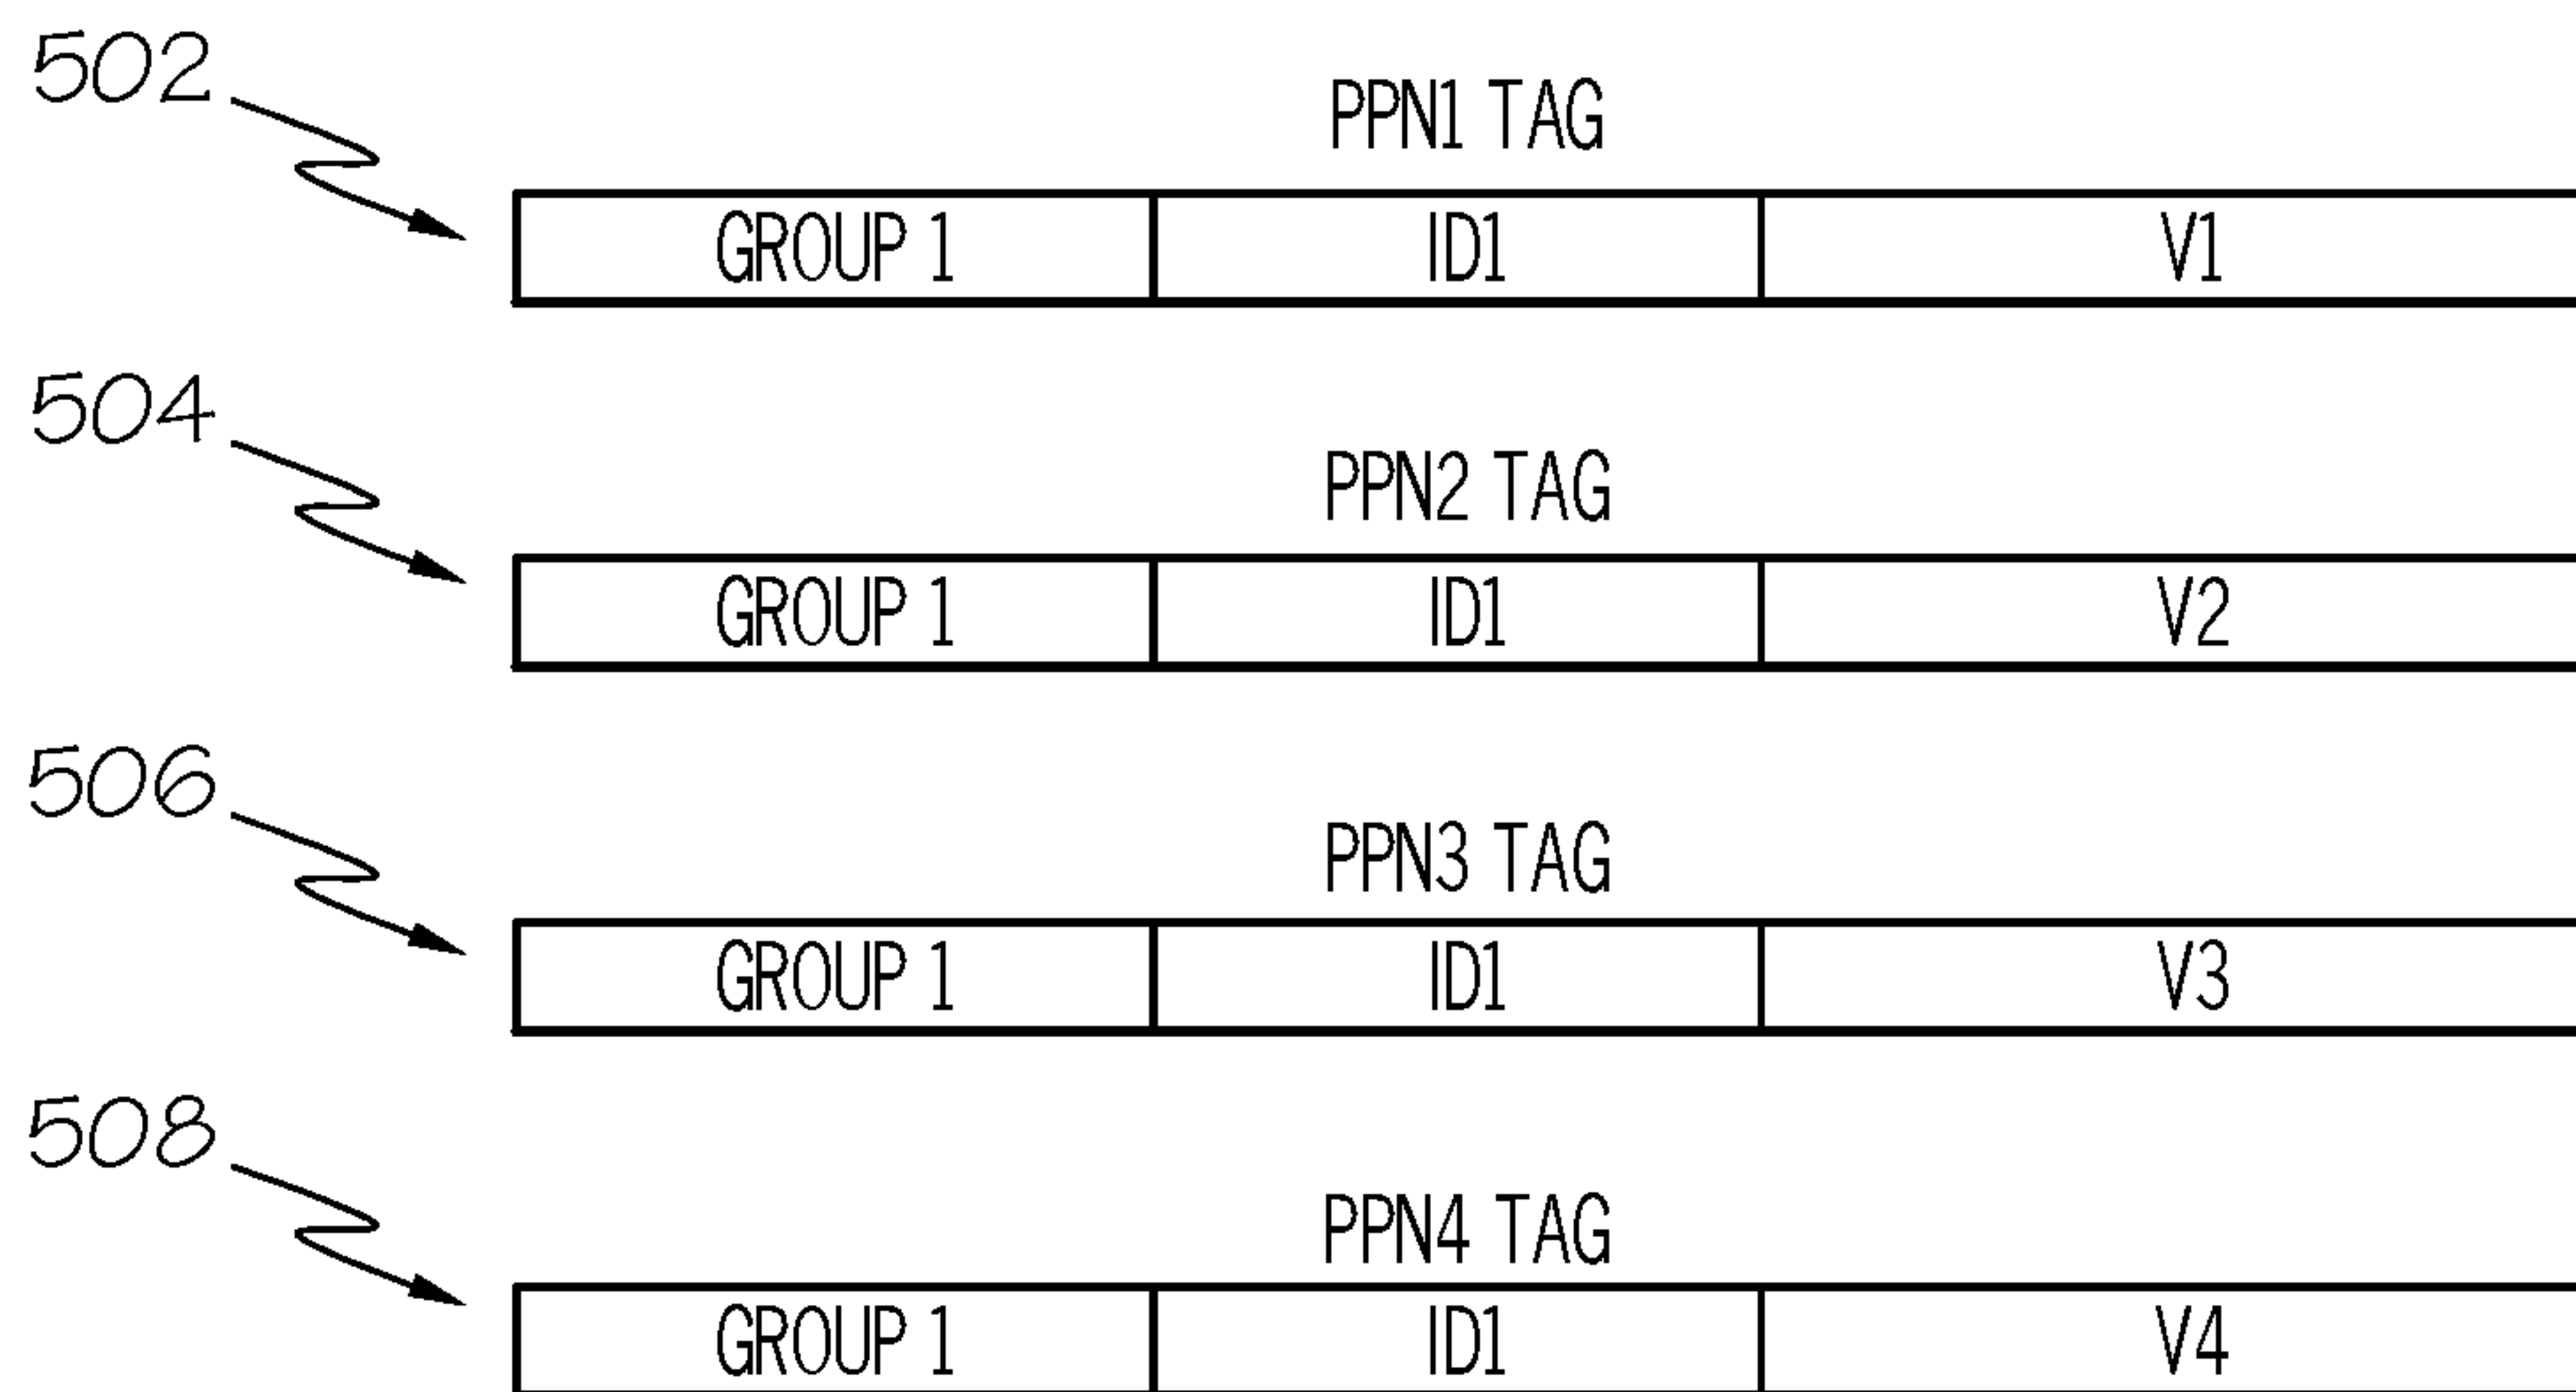 502
PPN1 TAG
GROUP 1 ID1 V1
504
PPN2 TAG
GROUP 1 ID1 V2
506
PPN3 TAG
GROUP 1 ID1 V3
508
PPN4 TAG
GROUP 1 ID1 V4